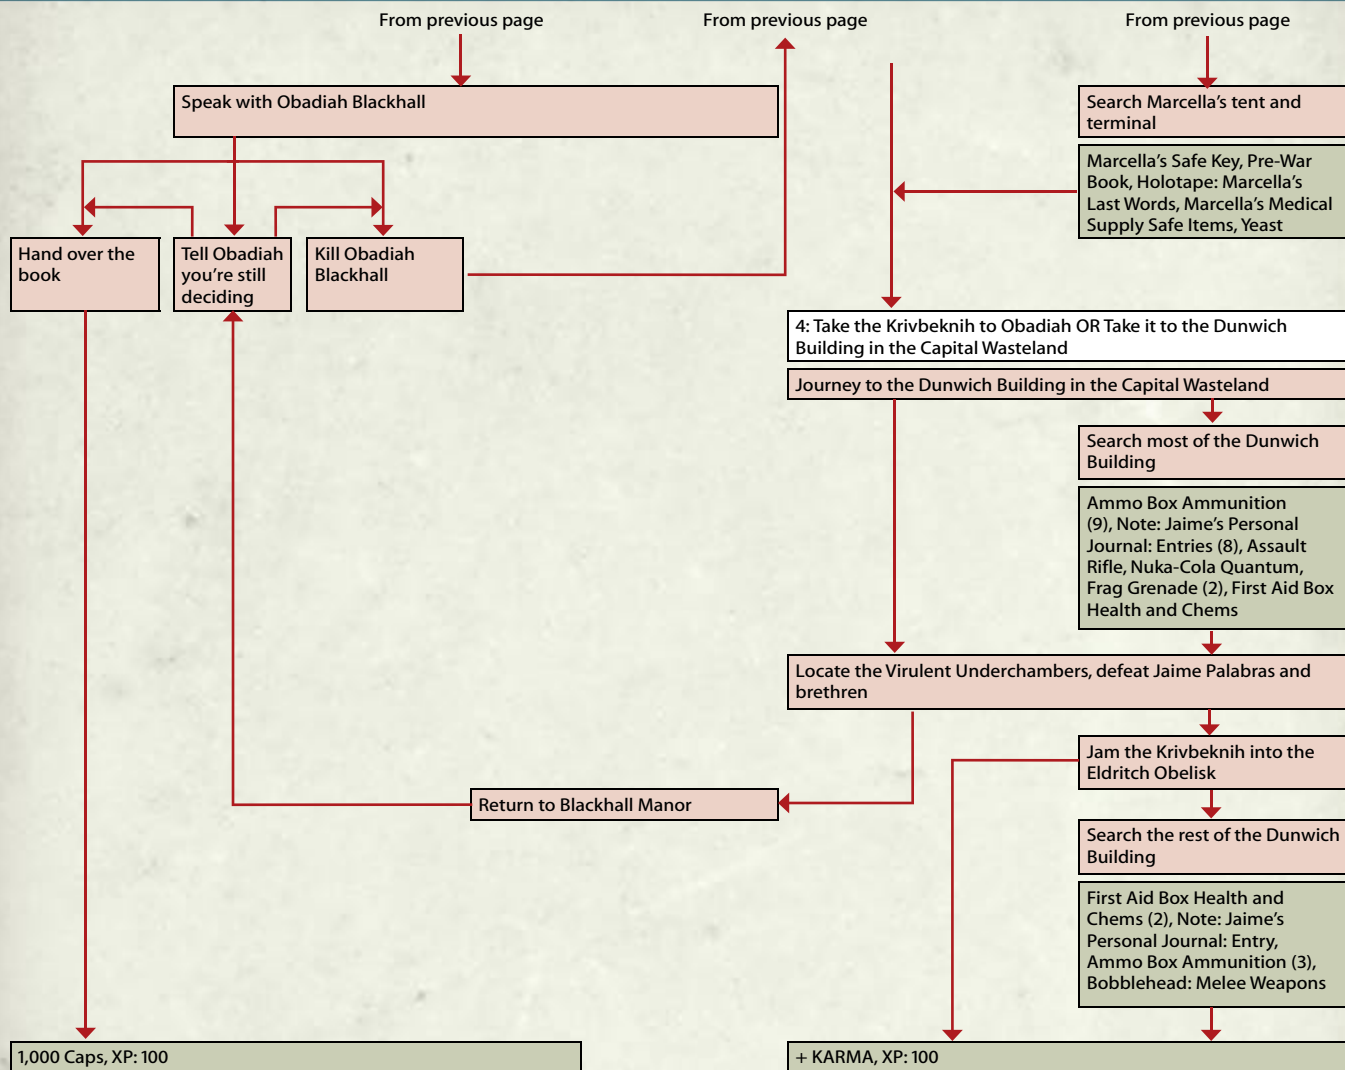 From previous page
From previous page
From previous page
Speak with Obadiah Blackhall
Search Marcella's tent and
terminal
Marcella's Safe Key, Pre-War
Book, Holotape: Marcella's
Last Words, Marcella's Medical
Supply Safe Items, Yeast
Hand over the
book
Tell Obadiah
you're still
deciding
Kill Obadiah
Blackhall
4: Take the Krivbeknih to Obadiah OR Take it to the Dunwich
Building in the Capital Wasteland
Journey to the Dunwich Building in the Capital Wasteland
Search most of the Dunwich
Building
Ammo Box Ammunition
(9), Note: Jaime's Personal
Journal: Entries (8), Assault
Rifle, Nuka-Cola Quantum,
Frag Grenade (2), First Aid Box
Health and Chems
Locate the Virulent Underchambers, defeat Jaime Palabras and
brethren
Jam the Krivbeknih into the
Eldritch Obelisk
Return to Blackhall Manor
Search the rest of the Dunwich
Building
First Aid Box Health and
Chems (2), Note: Jaime's
Personal Journal: Entry,
Ammo Box Ammunition (3),
Bobblehead: Melee Weapons
1,000 Caps, XP: 100
+ KARMA, XP: 100